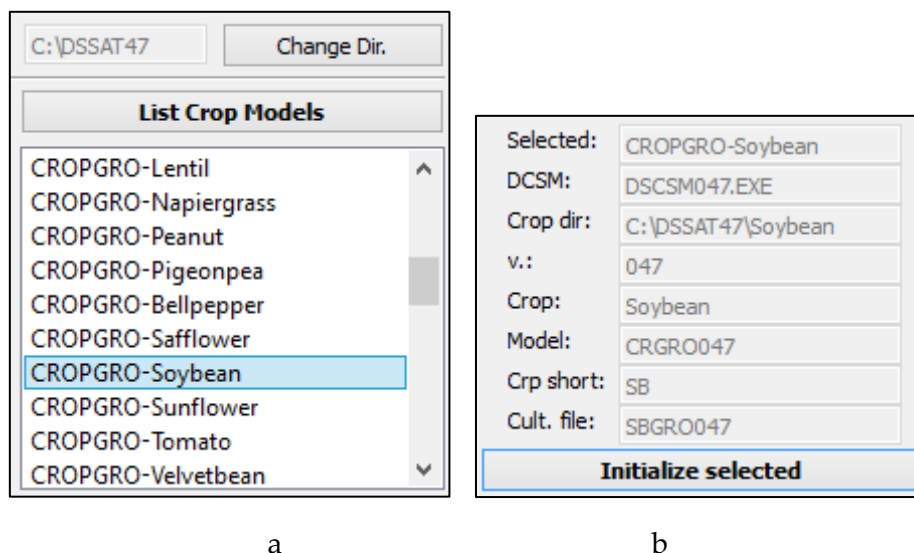 C:\DSSAT47 Change Dir.
List Crop Models
CROPGRO-Lentil
CROPGRO-Napiergrass
CROPGRO-Peanut
CROPGRO-Pigeonpea
CROPGRO-Bellpepper
CROPGRO-Safflower
CROPGRO-Soybean
CROPGRO-Sunflower
CROPGRO-Tomato
CROPGRO-Velvetbean
a
Selected: CROPGRO-Soybean
DCSM: DSCSM047.EXE
Crop dir: C:\DSSAT47\Soybean
v.: 047
Crop: Soybean
Model: CRGRO047
Crp short: SB
Cult. file: SBGRO047
Initialize selected
b